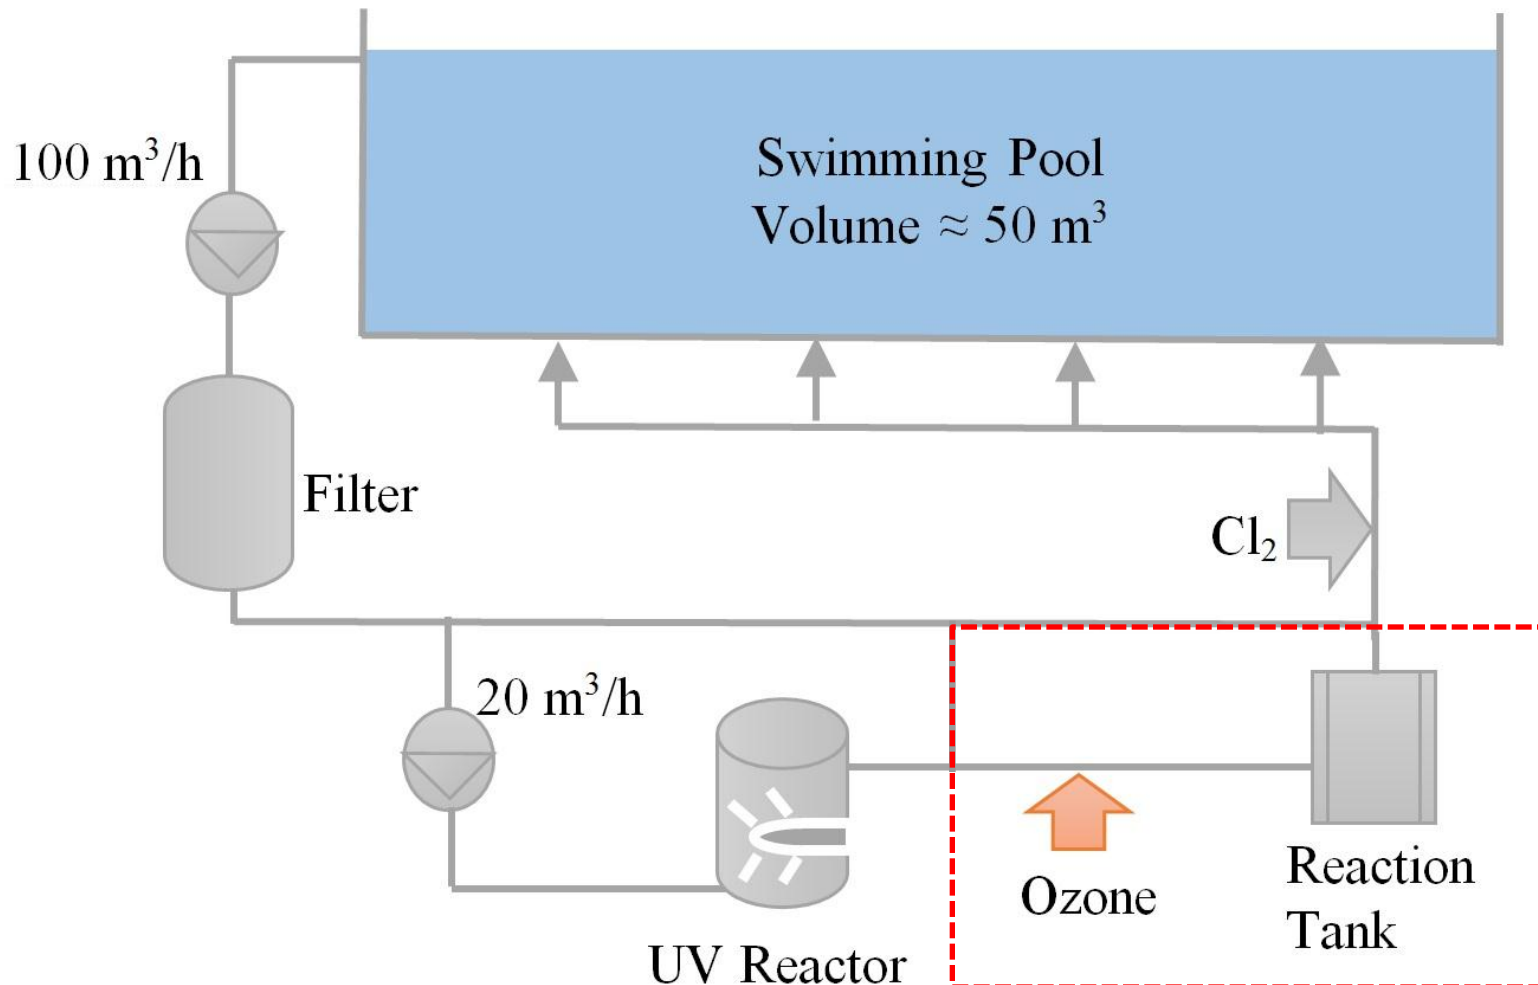 100 m³/h
Swimming Pool
Volume ≈ 50 m³
Filter
Cl₂
20 m³/h
Ozone
Reaction
Tank
UV Reactor